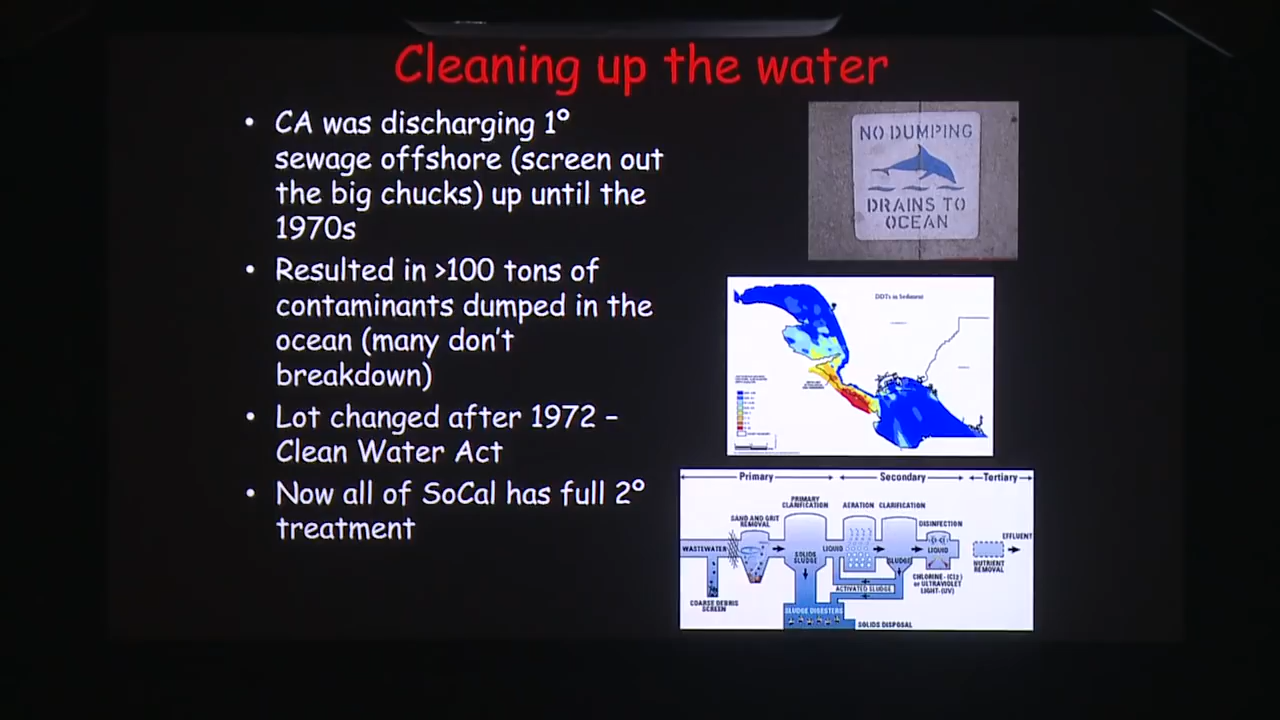 Cleaning up the water
• CA was discharging 1º
sewage offshore (screen out
the big chucks) up until the
1970s
• Resulted in >100 tons of
contaminants dumped in the
ocean (many don't
breakdown)
• Lot changed after 1972 –
Clean Water Act
• Now all of SoCal has full 2º
treatment
NO DUMPING
DRAINS TO
OCEAN
DDTs in Sediment
Primary
Secondary
Tertiary
PRIMARY
CLARIFICATION
AERATION
CLARIFICATION
SAND AND GRIT
REMOVAL
DISINFECTION
EFFLUENT
WASTEWATER
SOLIDS
SLUDGE
LIQUID
SLUDGE
LIQUID
NUTRIENT
REMOVAL
CHLORINE-(Cl2)
or ULTRAVIOLET
LIGHT-(UV)
ACTIVATED SLUDGE
COARSE DEBRIS
SCREEN
SLUDGE DIGESTERS
SOLIDS DISPOSAL